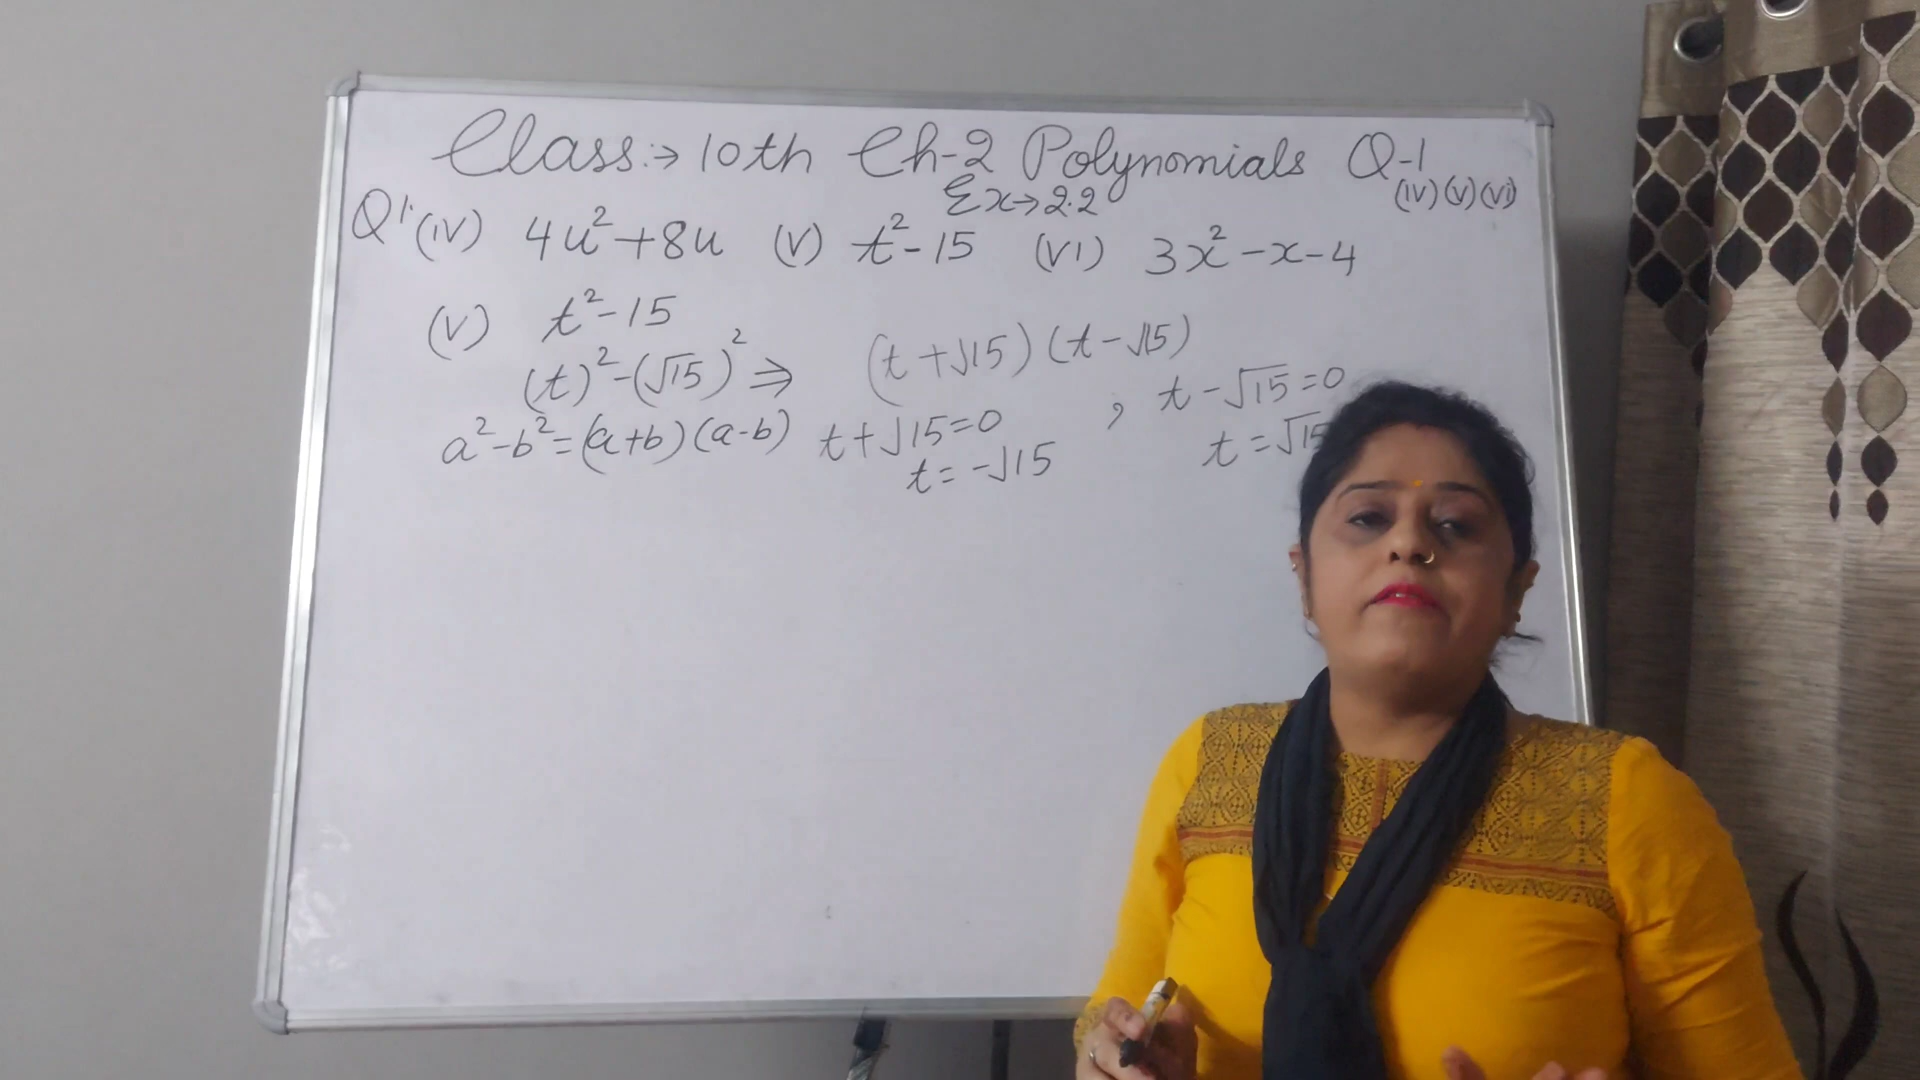 Class:→ 10th Ch-2 Polynomials Q-1
Ex→2.2 (iv)(v)(vi)
Q1. (iv) 4u²+8u (v) t²-15 (vi) 3x²-x-4
(v) t²-15
(t)²-(√15)² ⇒ (t+√15)(t-√15)
a²-b²=(a+b)(a-b) t+√15=0 , t-√15=0
t=-√15 t=√15